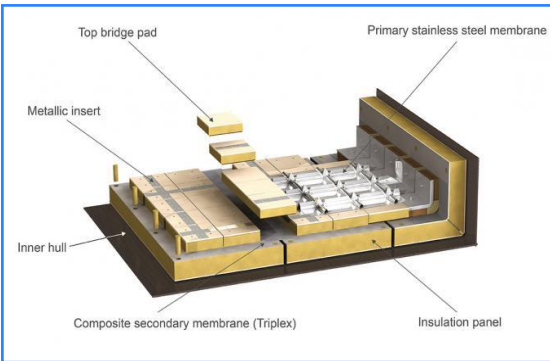 Top bridge pad
Primary stainless steel membrane
Metallic insert
Inner hull
Composite secondary membrane (Triplex)
Insulation panel